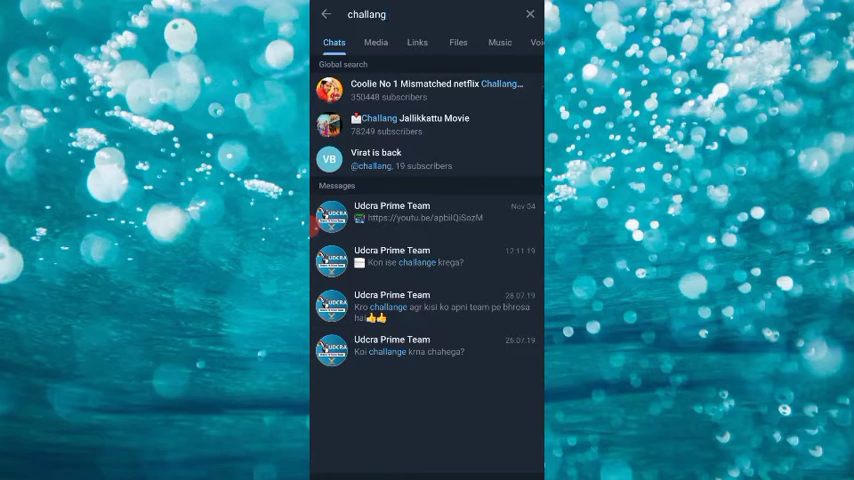 challang
Chats Media Links Files Music Voi
Global search
Coolie No 1 Mismatched netflix Challang...
350448 subscribers
📩Challang Jallikkattu Movie
78249 subscribers
VB
Virat is back
@challang, 19 subscribers
Messages
Udcra Prime Team
Nov 04
https://youtu.be/apbiIQiSozM
Udcra Prime Team
17.11.19
Kon ise challange krega?
Udcra Prime Team
28.07.19
Kro challange agr kisi ko apni team pe bhrosa
hai👍👍
Udcra Prime Team
26.07.19
Koi challange krna chahega?